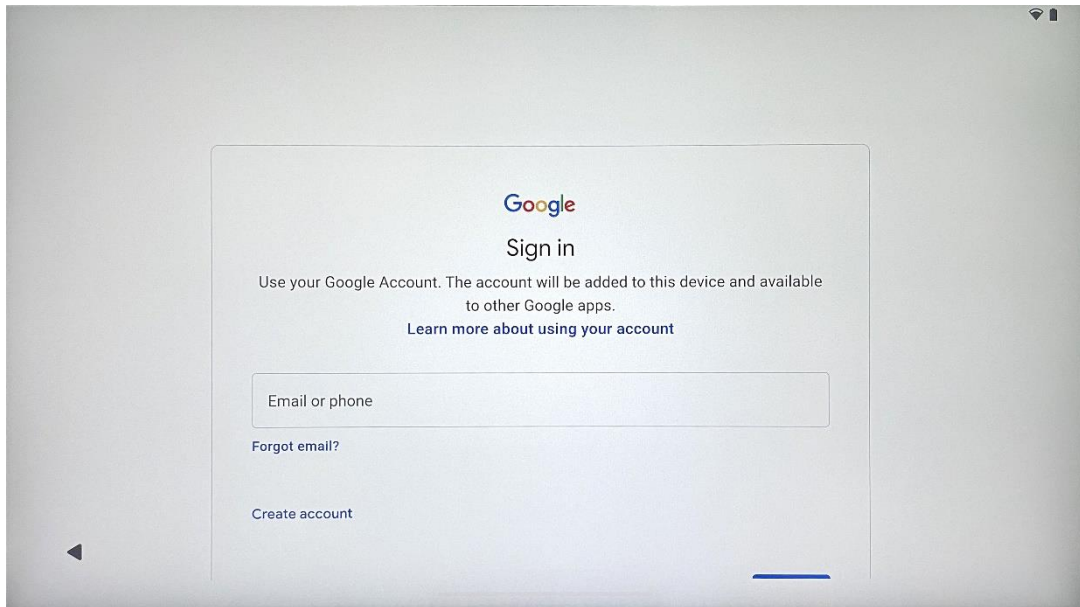 Google
Sign in
Use your Google Account. The account will be added to this device and available
to other Google apps.
Learn more about using your account
Email or phone
Forgot email?
Create account